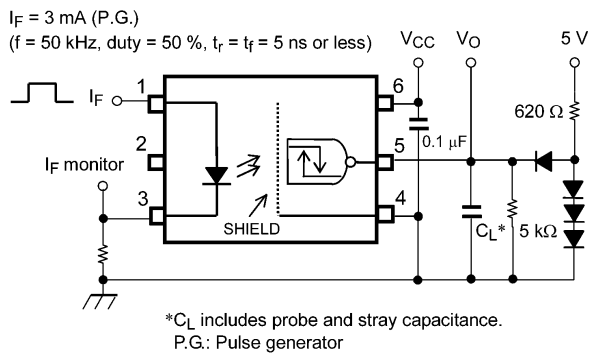 IF = 3 mA (P.G.)
(f = 50 kHz, duty = 50 %, tr = tf = 5 ns or less)
VCC
VO
5 V
IF
1
6
620 Ω
0.1 μF
2
5
IF monitor
3
4
SHIELD
CL*
5 kΩ
*CL includes probe and stray capacitance.
P.G.: Pulse generator